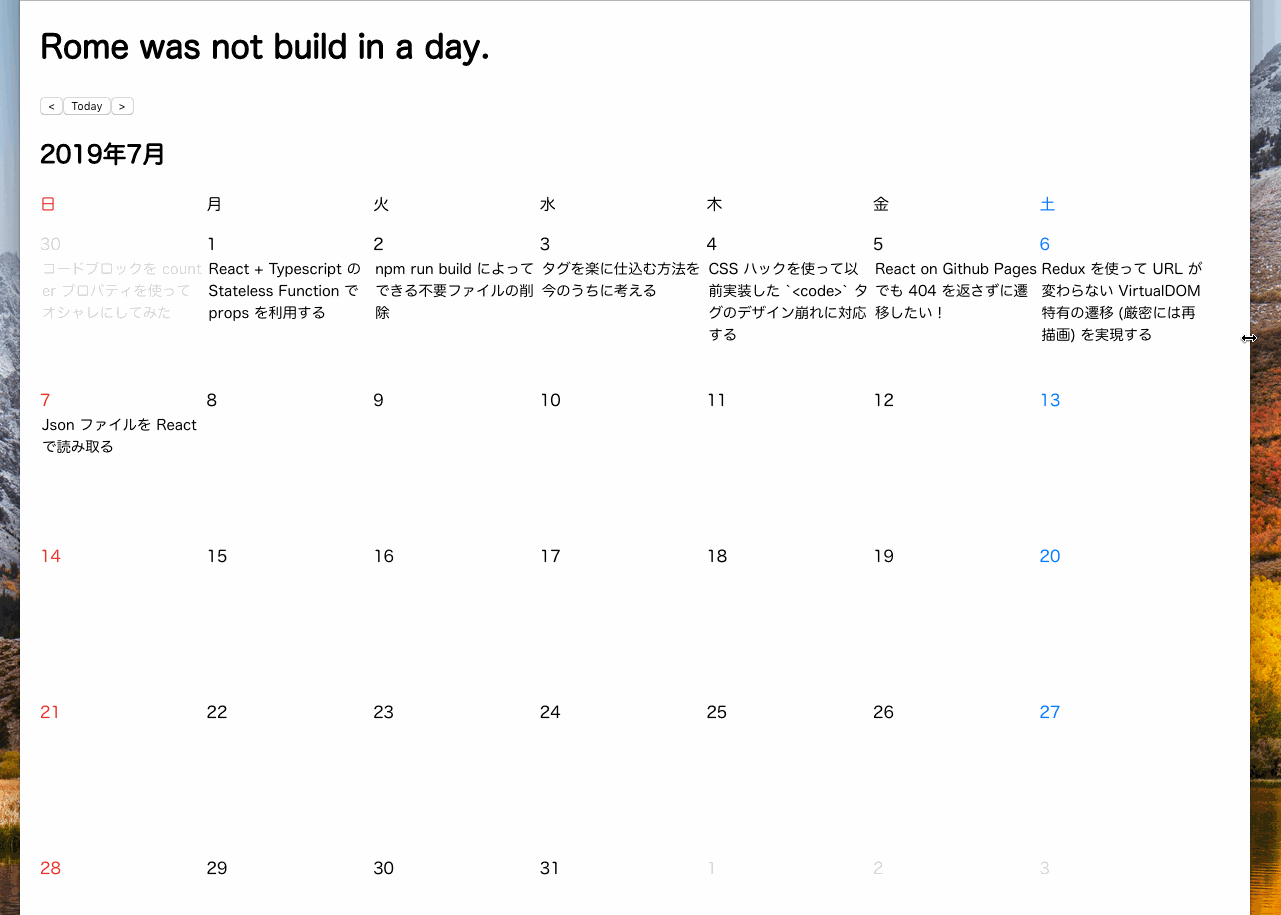 Rome was not build in a day.
< Today >
2019年7月
日 月 火 水 木 金 土
30 1 2 3 4 5 6
コードブロックを count
er プロパティを使って
オシャレにしてみた
React + Typescript の
Stateless Function で
props を利用する
npm run build によって
できる不要ファイルの削
除
タグを楽に仕込む方法を
今のうちに考える
CSS ハックを使って以
前実装した `<code>` タ
グのデザイン崩れに対応
する
React on Github Pages
でも 404 を返さずに遷
移したい！
Redux を使って URL が
変わらない VirtualDOM
特有の遷移 (厳密には再
描画) を実現する
7 8 9 10 11 12 13
Json ファイルを React
で読み取る
14 15 16 17 18 19 20
21 22 23 24 25 26 27
28 29 30 31 1 2 3